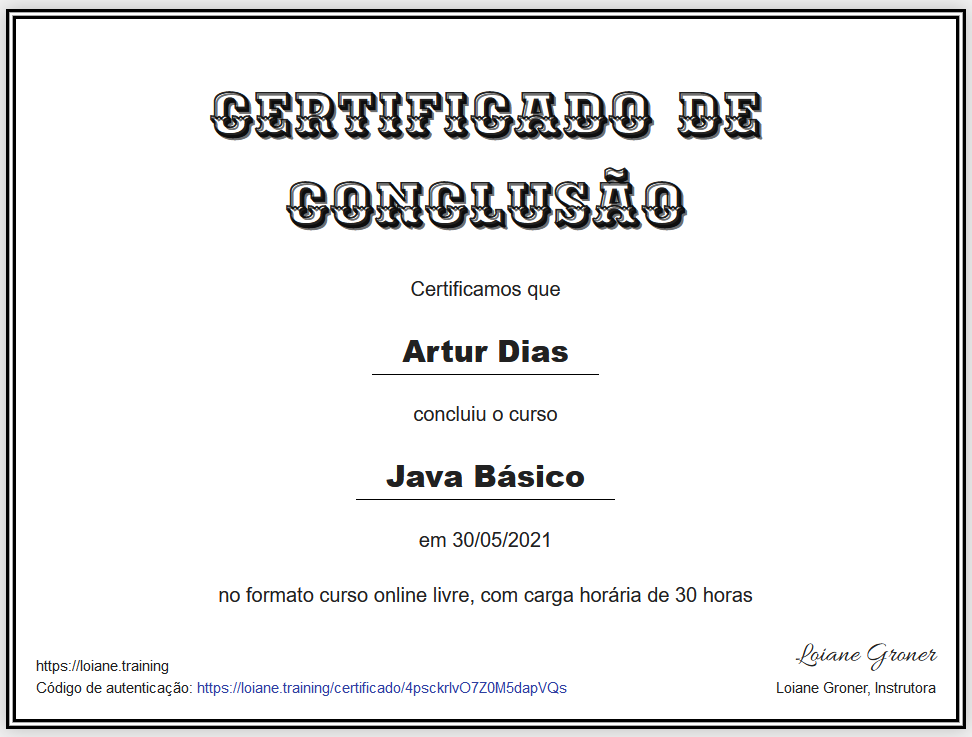 CERTIFICADO DE
CONCLUSÃO
Certificamos que
Artur Dias
concluiu o curso
Java Básico
em 30/05/2021
no formato curso online livre, com carga horária de 30 horas
Loiane Groner
https://loiane.training
Código de autenticação: https://loiane.training/certificado/4psckrlvO7Z0M5dapVQs
Loiane Groner, Instrutora